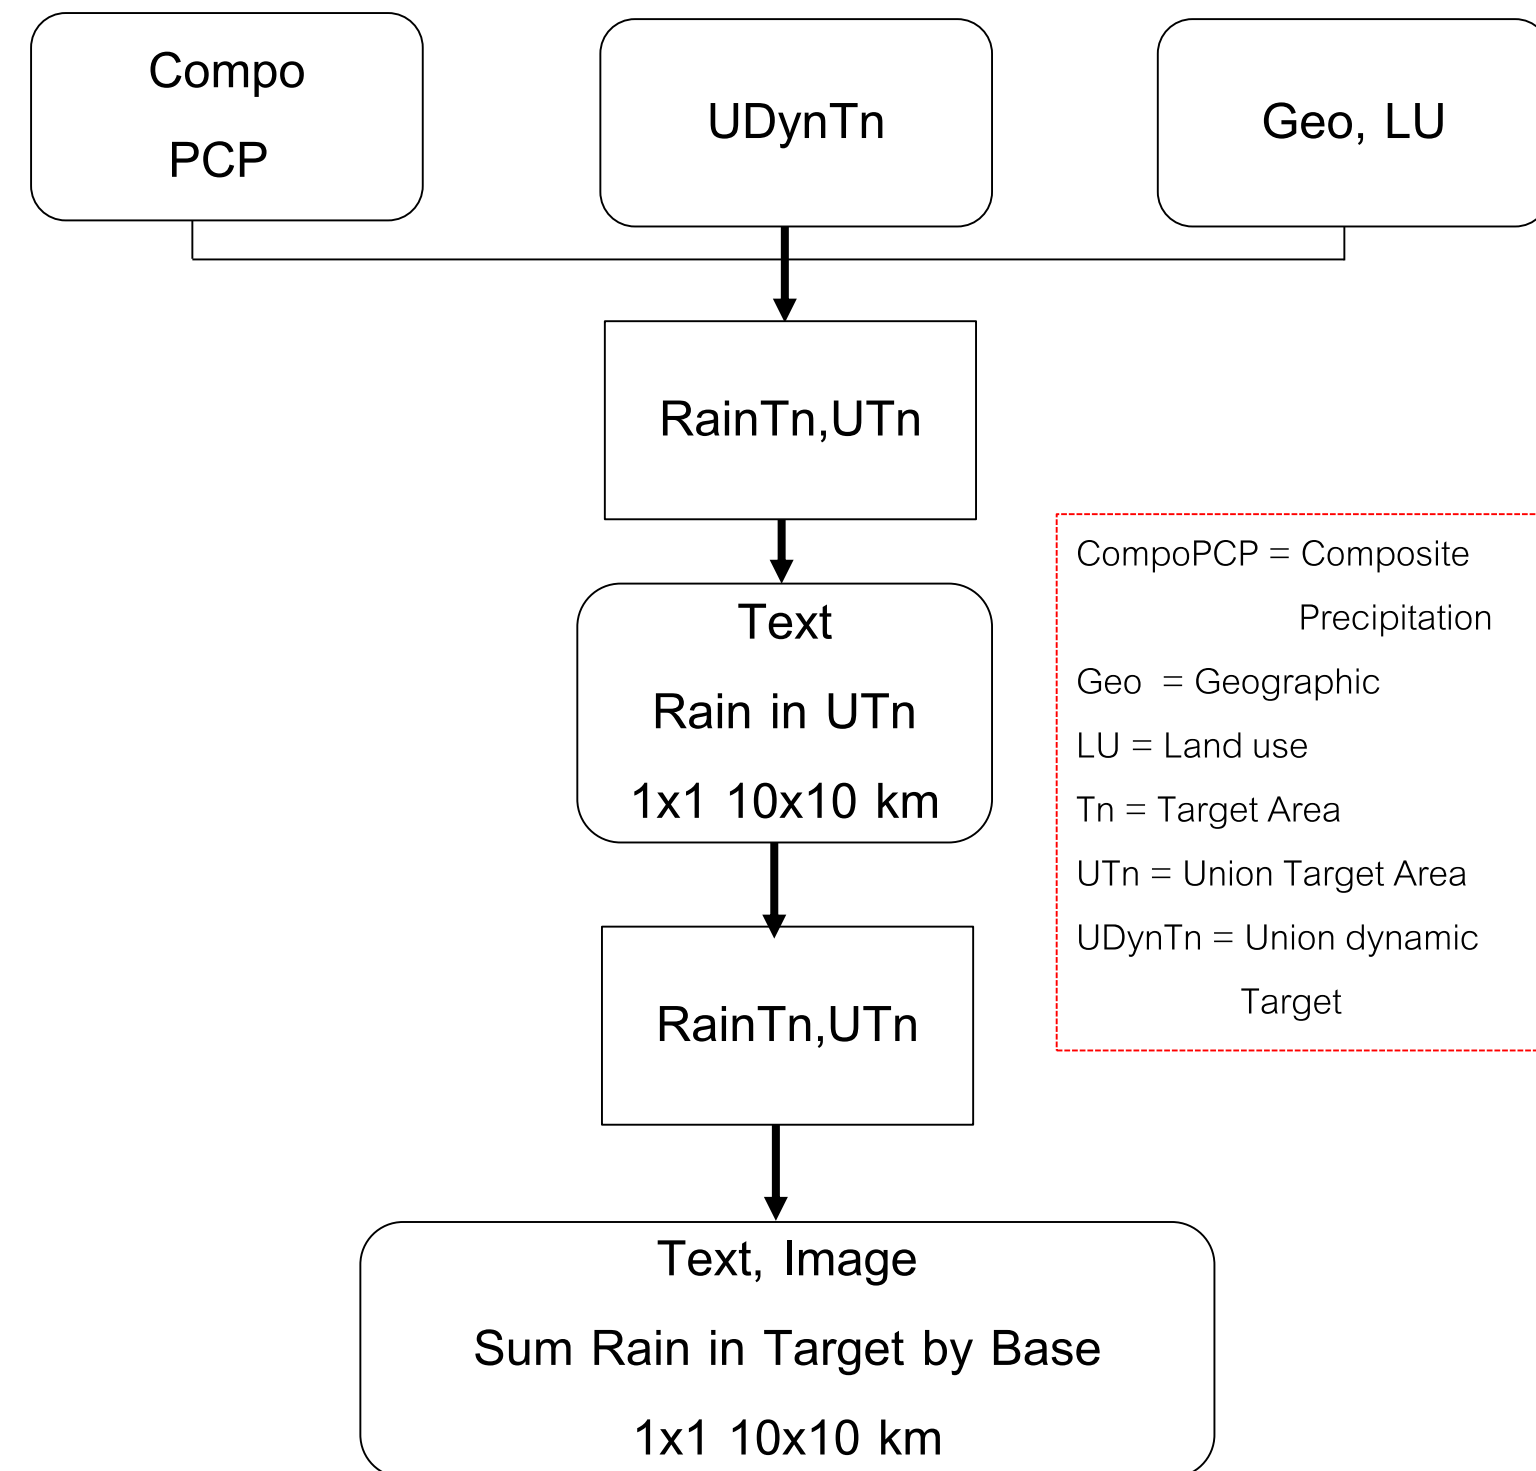 Compo
PCP
UDynTn
Geo, LU
RainTn,UTn
Text
Rain in UTn
1x1 10x10 km
RainTn,UTn
Text, Image
Sum Rain in Target by Base
1x1 10x10 km
CompoPCP = Composite
Precipitation
Geo = Geographic
LU = Land use
Tn = Target Area
UTn = Union Target Area
UDynTn = Union dynamic
Target